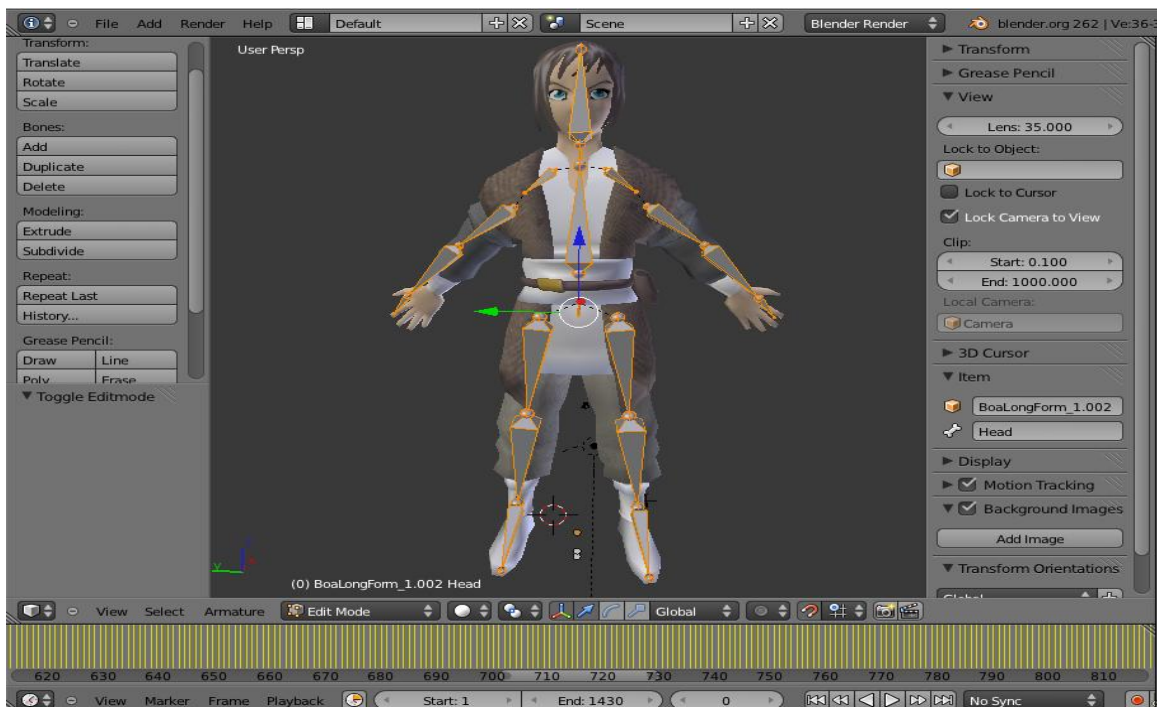 File Add Render Help Default Scene Blender Render blender.org 262 | Ve:36-
Transform:
Translate
Rotate
Scale
Bones:
Add
Duplicate
Delete
Modeling:
Extrude
Subdivide
Repeat:
Repeat Last
History...
Grease Pencil:
Draw Line
Poly Erase
Toggle Editmode
User Persp
(0) BoaLongForm_1.002 Head
Transform
Grease Pencil
View
Lens: 35.000
Lock to Object:
Lock to Cursor
Lock Camera to View
Clip:
Start: 0.100
End: 1000.000
Local Camera:
Camera
3D Cursor
Item
BoaLongForm_1.002
Head
Display
Motion Tracking
Background Images
Add Image
Transform Orientations
Global
View Select Armature Edit Mode Global
620 630 640 650 660 670 680 690 700 710 720 730 740 750 760 770 780 790 800 810
View Marker Frame Playback Start: 1 End: 1430 0 No Sync